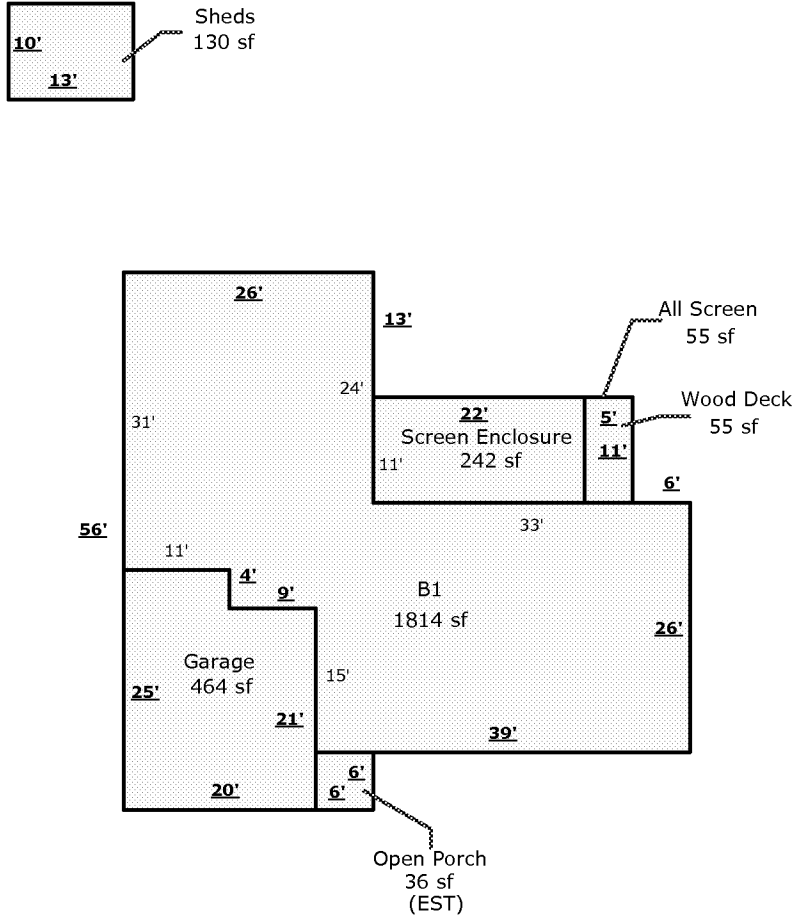 Sheds
130 sf
10'
13'
26'
13'
All Screen
55 sf
24'
Wood Deck
55 sf
31'
22'
5'
Screen Enclosure
242 sf
11'
11'
6'
33'
56'
11'
4'
9'
B1
1814 sf
26'
Garage
464 sf
25'
15'
21'
39'
20'
6'
6'
Open Porch
36 sf
(EST)